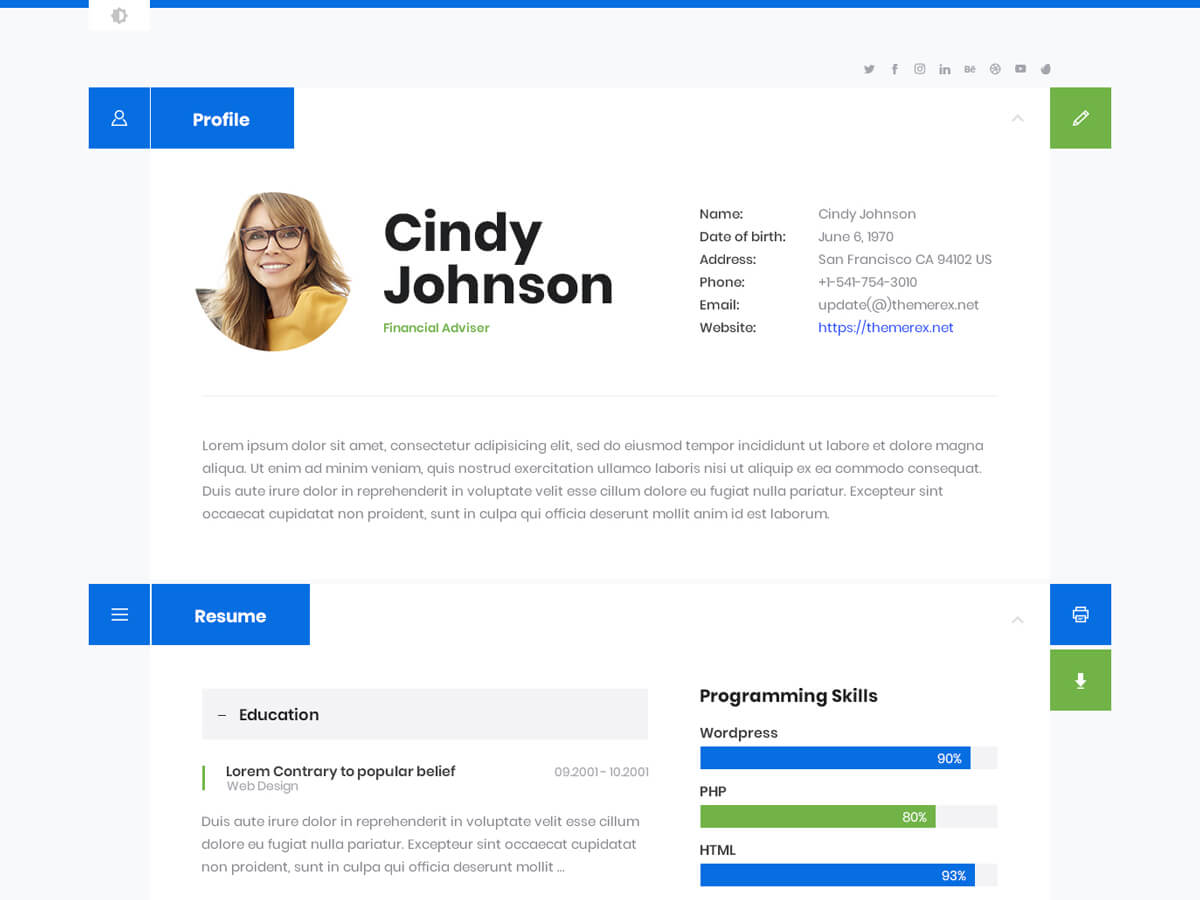 Profile
Cindy
Johnson
Financial Adviser
Name: Cindy Johnson
Date of birth: June 6, 1970
Address: San Francisco CA 94102 US
Phone: +1-541-754-3010
Email: update(@)themerex.net
Website: https://themerex.net
Lorem ipsum dolor sit amet, consectetur adipisicing elit, sed do eiusmod tempor incididunt ut labore et dolore magna
aliqua. Ut enim ad minim veniam, quis nostrud exercitation ullamco laboris nisi ut aliquip ex ea commodo consequat.
Duis aute irure dolor in reprehenderit in voluptate velit esse cillum dolore eu fugiat nulla pariatur. Excepteur sint
occaecat cupidatat non proident, sunt in culpa qui officia deserunt mollit anim id est laborum.
Resume
– Education
Lorem Contrary to popular belief 09.2001 - 10.2001
Web Design
Duis aute irure dolor in reprehenderit in voluptate velit esse cillum
dolore eu fugiat nulla pariatur. Excepteur sint occaecat cupidatat
non proident, sunt in culpa qui officia deserunt mollit ...
Programming Skills
Wordpress
90%
PHP
80%
HTML
93%